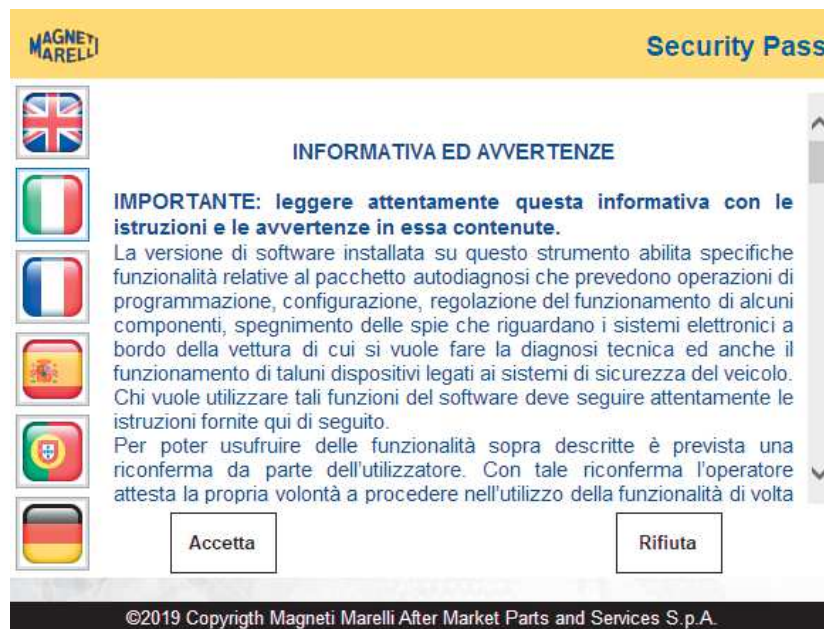 MAGNETI
MARELLI
Security Pass
INFORMATIVA ED AVVERTENZE
IMPORTANTE: leggere attentamente questa informativa con le
istruzioni e le avvertenze in essa contenute.
La versione di software installata su questo strumento abilita specifiche
funzionalità relative al pacchetto autodiagnosi che prevedono operazioni di
programmazione, configurazione, regolazione del funzionamento di alcuni
componenti, spegnimento delle spie che riguardano i sistemi elettronici a
bordo della vettura di cui si vuole fare la diagnosi tecnica ed anche il
funzionamento di taluni dispositivi legati ai sistemi di sicurezza del veicolo.
Chi vuole utilizzare tali funzioni del software deve seguire attentamente le
istruzioni fornite qui di seguito.
Per poter usufruire delle funzionalità sopra descritte è prevista una
riconferma da parte dell'utilizzatore. Con tale riconferma l'operatore
attesta la propria volontà a procedere nell'utilizzo della funzionalità di volta
Accetta
Rifiuta
©2019 Copyrigth Magneti Marelli After Market Parts and Services S.p.A.